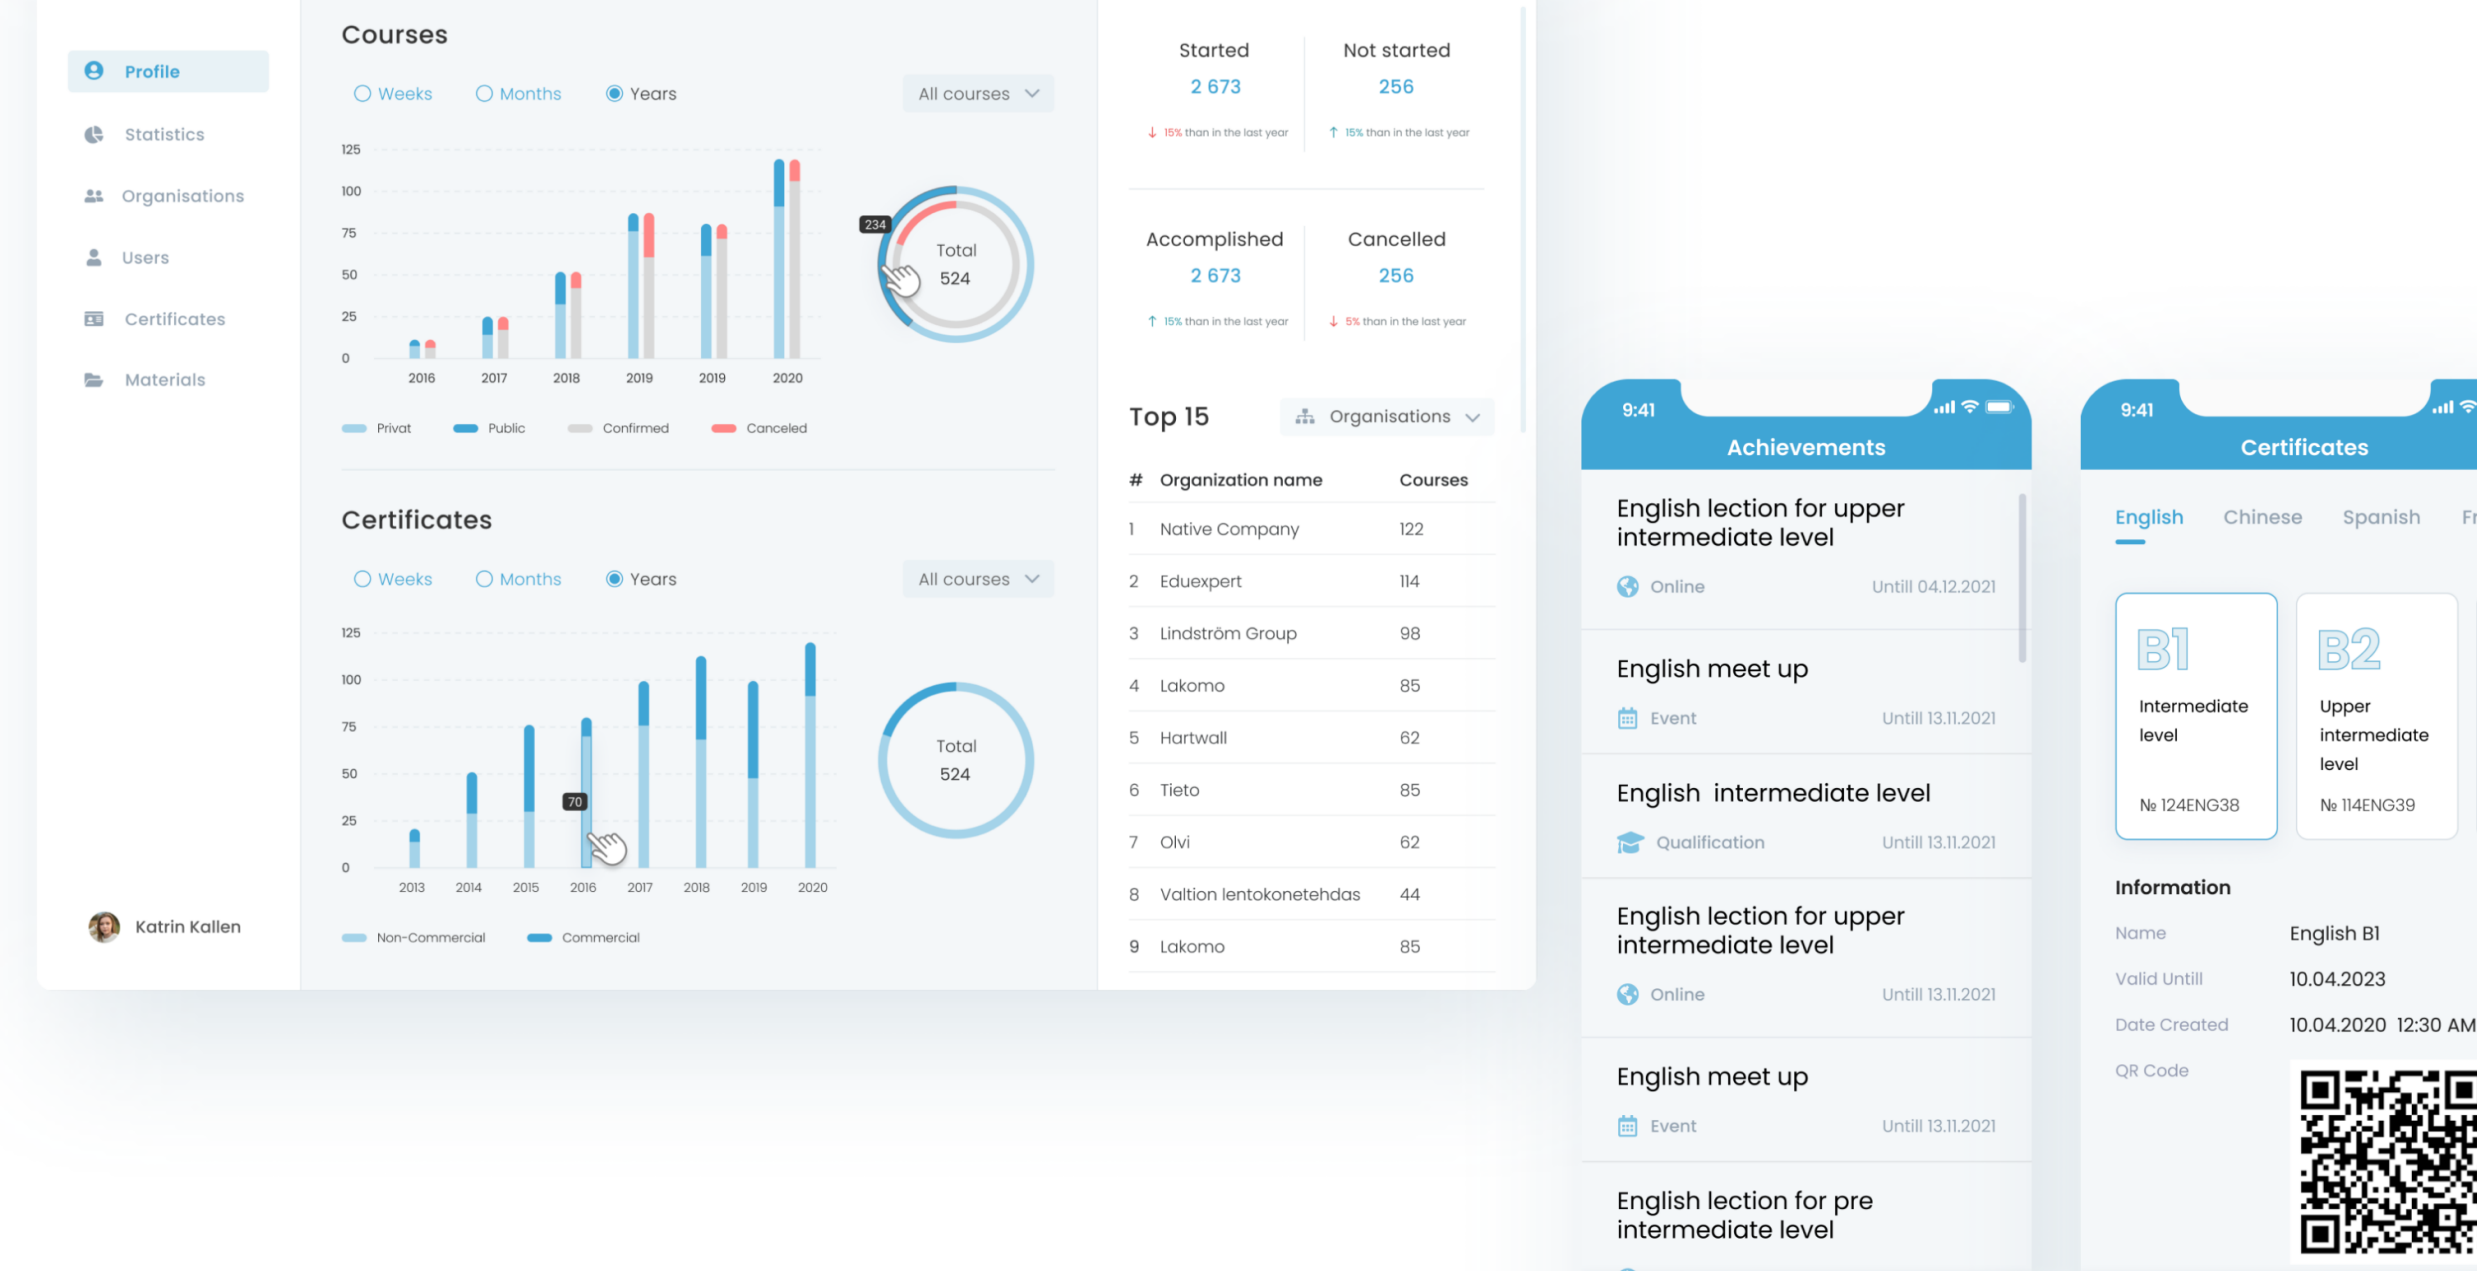 Profile
Statistics
Organisations
Users
Certificates
Materials
Katrin Kallen
Courses
Weeks Months Years All courses
125
100
75
50
25
0
2016 2017 2018 2019 2019 2020
234
Total
524
Privat Public Confirmed Canceled
Certificates
Weeks Months Years All courses
125
100
75
50
25
0
70
2013 2014 2015 2016 2017 2018 2019 2020
Total
524
Non-Commercial Commercial
Started
2 673
15% than in the last year
Not started
256
15% than in the last year
Accomplished
2 673
15% than in the last year
Cancelled
256
5% than in the last year
Top 15 Organisations
# Organization name Courses
1 Native Company 122
2 Eduexpert 114
3 Lindström Group 98
4 Lakomo 85
5 Hartwall 62
6 Tieto 85
7 Olvi 62
8 Valtion lentokonetehdas 44
9 Lakomo 85
9:41
Achievements
English lection for upper
intermediate level
Online Untill 04.12.2021
English meet up
Event Untill 13.11.2021
English intermediate level
Qualification Untill 13.11.2021
English lection for upper
intermediate level
Online Untill 13.11.2021
English meet up
Event Untill 13.11.2021
English lection for pre
intermediate level
9:41
Certificates
English Chinese Spanish Fr
B1
Intermediate
level
№ 124ENG38
B2
Upper
intermediate
level
№ 114ENG39
Information
Name English B1
Valid Untill 10.04.2023
Date Created 10.04.2020 12:30 AM
QR Code